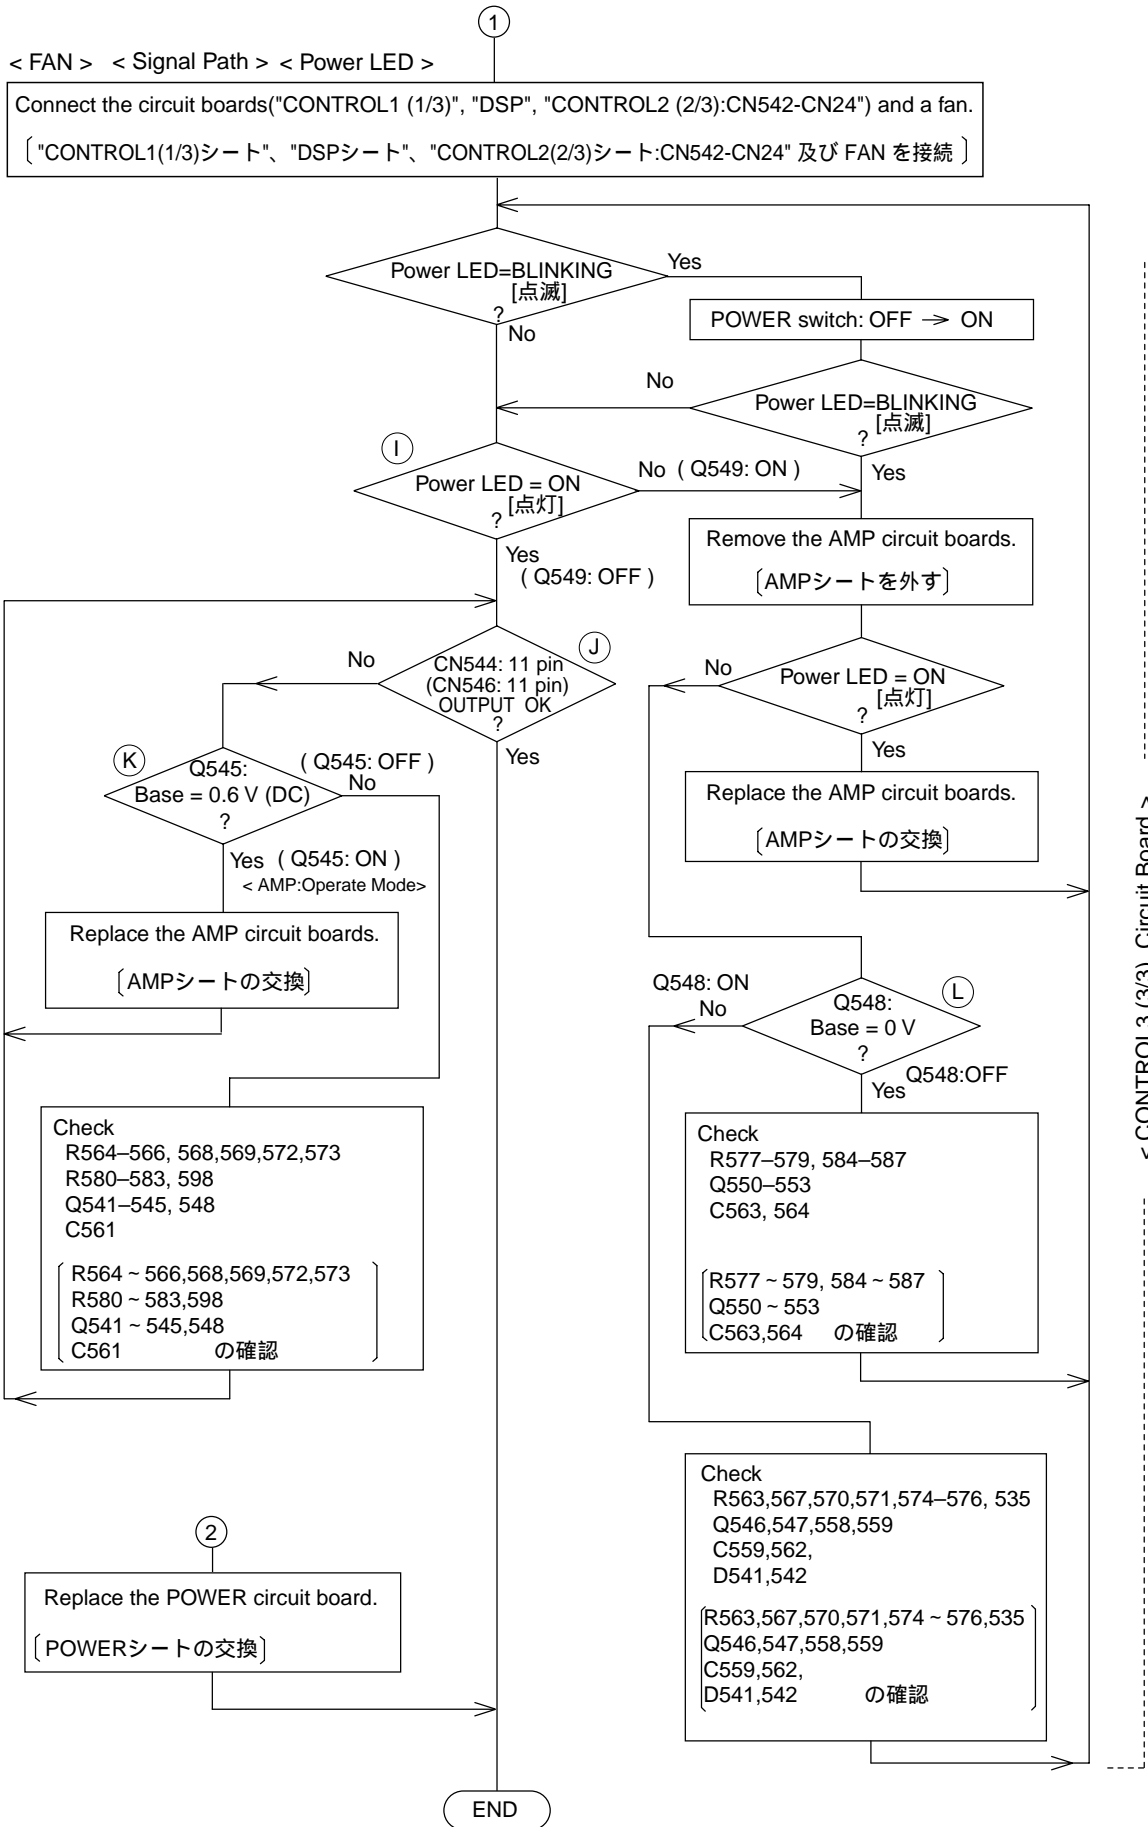 1
< FAN > < Signal Path > < Power LED >
Connect the circuit boards("CONTROL1 (1/3)", "DSP", "CONTROL2 (2/3):CN542-CN24") and a fan.
〔"CONTROL1(1/3)シート"、"DSPシート"、"CONTROL2(2/3)シート:CN542-CN24" 及び FAN を接続〕
Power LED=BLINKING
[点滅]
?
Yes
No
POWER switch: OFF → ON
Power LED=BLINKING
[点滅]
?
No
Yes
I
Power LED = ON
[点灯]
?
No ( Q549: ON )
Yes
( Q549: OFF )
Remove the AMP circuit boards.
〔AMPシートを外す〕
J
CN544: 11 pin
(CN546: 11 pin)
OUTPUT OK
?
No
Yes
Power LED = ON
[点灯]
?
No
Yes
K
Q545:
Base = 0.6 V (DC)
?
( Q545: OFF )
No
Yes ( Q545: ON )
< AMP:Operate Mode>
Replace the AMP circuit boards.
〔AMPシートの交換〕
Replace the AMP circuit boards.
〔AMPシートの交換〕
L
Q548:
Base = 0 V
?
Q548: ON
No
Yes
Q548:OFF
Check
R564–566, 568,569,572,573
R580–583, 598
Q541–545, 548
C561
R564 ~ 566,568,569,572,573
R580 ~ 583,598
Q541 ~ 545,548
C561 の確認
Check
R577–579, 584–587
Q550–553
C563, 564
R577 ~ 579, 584 ~ 587
Q550 ~ 553
C563,564 の確認
Check
R563,567,570,571,574–576, 535
Q546,547,558,559
C559,562,
D541,542
R563,567,570,571,574 ~ 576,535
Q546,547,558,559
C559,562,
D541,542 の確認
2
Replace the POWER circuit board.
〔POWERシートの交換〕
END
< CONTROL3 (3/3) Circuit Board >